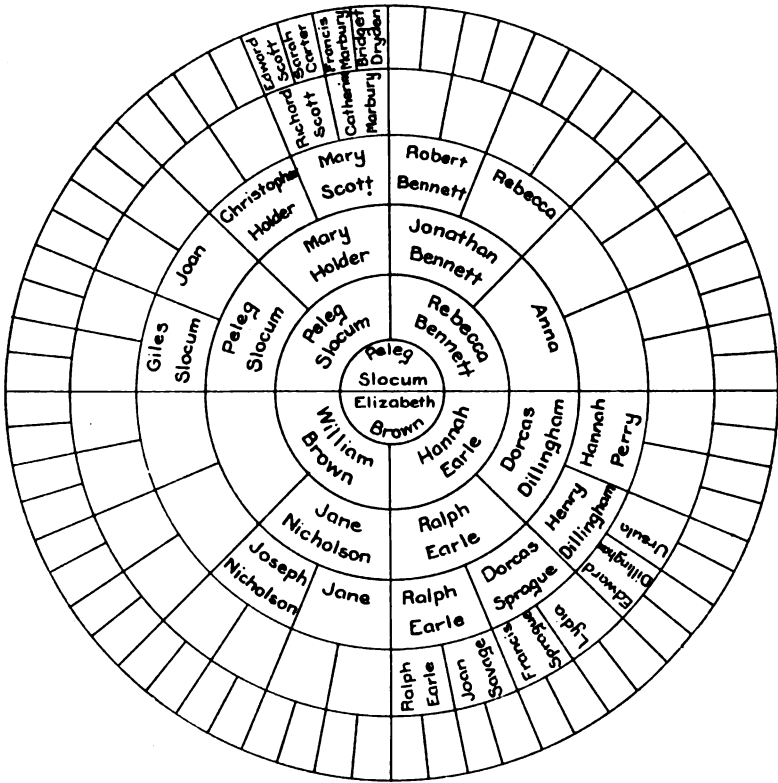 Edward
Scott
Sarah
Carter
Francis
Marbury
Bridget
Dryden
Richard
Scott
Catherine
Marbury
Christopher
Holder
Mary
Scott
Robert
Bennett
Rebecca
Joan
Mary
Holder
Jonathan
Bennett
Giles
Slocum
Peleg
Slocum
Peleg
Slocum
Rebecca
Bennett
Anna
Peleg
Slocum
Elizabeth
Brown
William
Brown
Hannah
Earle
Dorcas
Dillingham
Hannah
Perry
Jane
Nicholson
Ralph
Earle
Henry
Dillingham
Ursula
Edward
Dillingham
Joseph
Nicholson
Jane
Ralph
Earle
Dorcas
Sprague
Ralph
Earle
Joan
Savage
Francis
Sprague
Lydia